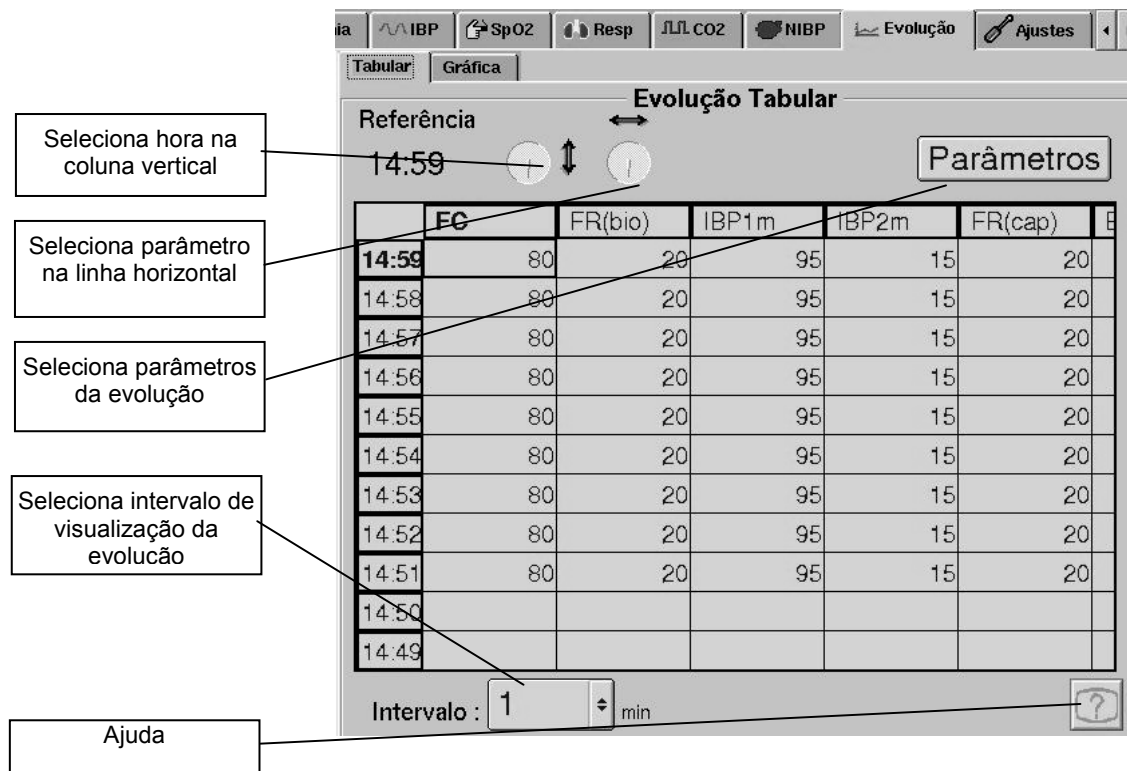 ia IBP SpO2 Resp CO2 NIBP Evolução Ajustes
Tabular Gráfica
Evolução Tabular
Referência
14:59
Parâmetros
Seleciona hora na
coluna vertical
Seleciona parâmetro
na linha horizontal
Seleciona parâmetros
da evolução
Seleciona intervalo de
visualização da
evolucão
Ajuda
FC FR(bio) IBP1m IBP2m FR(cap) E
14:59 80 20 95 15 20
14:58 80 20 95 15 20
14:57 80 20 95 15 20
14:56 80 20 95 15 20
14:55 80 20 95 15 20
14:54 80 20 95 15 20
14:53 80 20 95 15 20
14:52 80 20 95 15 20
14:51 80 20 95 15 20
14:50
14:49
Intervalo : 1 min
?